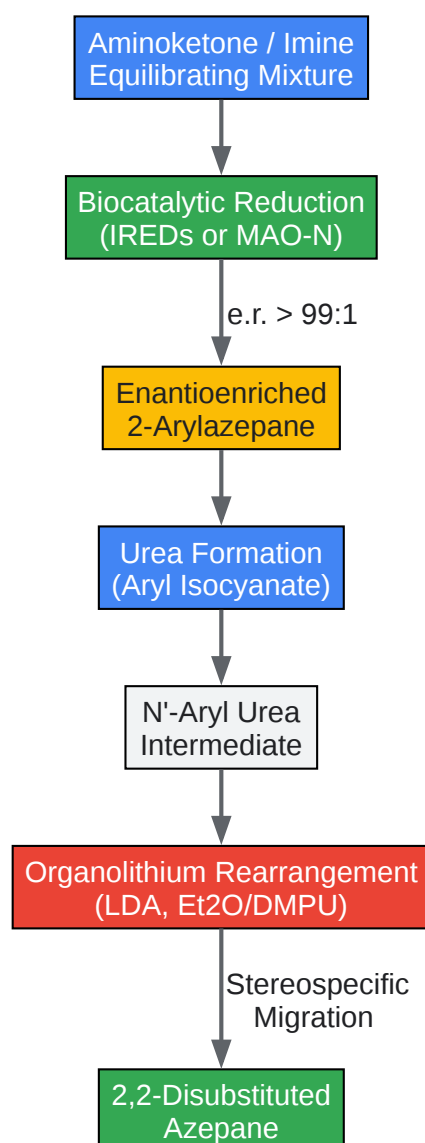 Aminoketone / Imine
Equilibrating Mixture
Biocatalytic Reduction
(IREDs or MAO-N)
e.r. > 99:1
Enantioenriched
2-Arylazepane
Urea Formation
(Aryl Isocyanate)
N'-Aryl Urea
Intermediate
Organolithium Rearrangement
(LDA, Et2O/DMPU)
Stereospecific
Migration
2,2-Disubstituted
Azepane